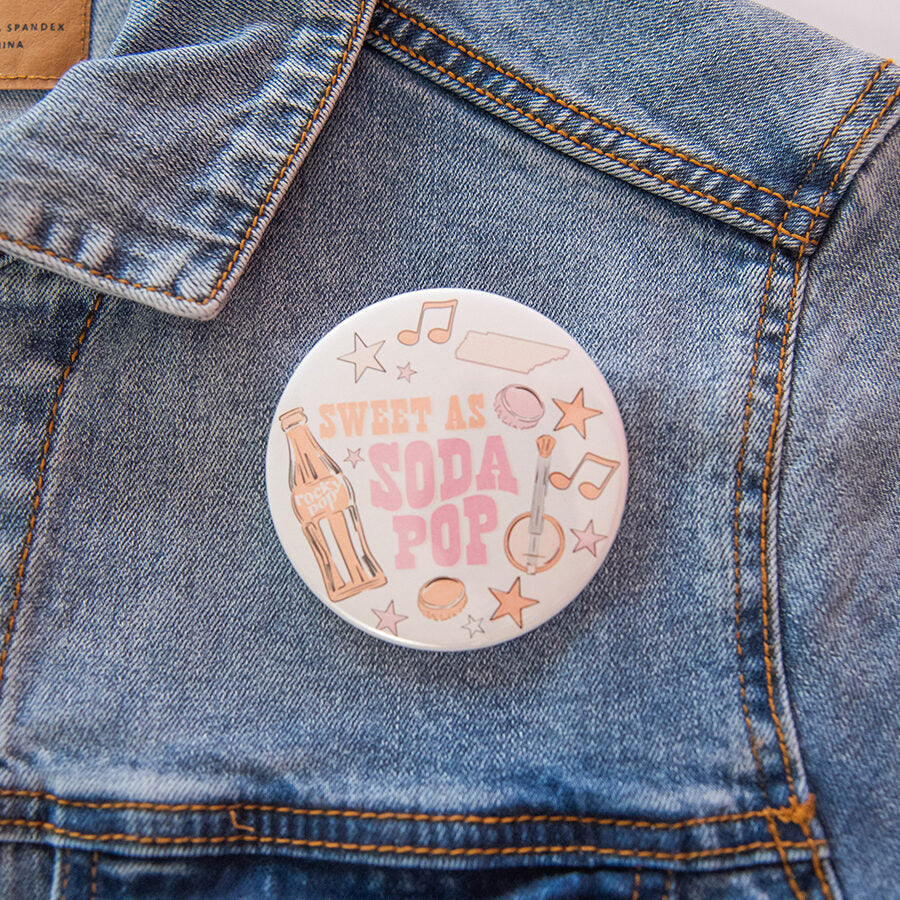 SPANDEX
SWEET AS
SODA
POP
rocky
pop